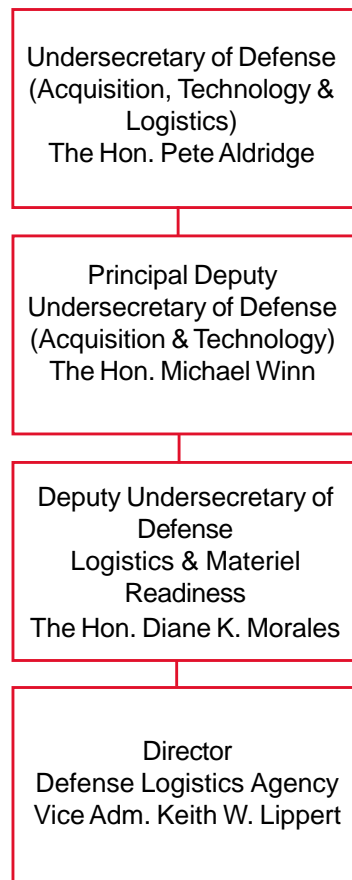 Undersecretary of Defense
(Acquisition, Technology &
Logistics)
The Hon. Pete Aldridge
Principal Deputy
Undersecretary of Defense
(Acquisition & Technology)
The Hon. Michael Winn
Deputy Undersecretary of
Defense
Logistics & Materiel
Readiness
The Hon. Diane K. Morales
Director
Defense Logistics Agency
Vice Adm. Keith W. Lippert